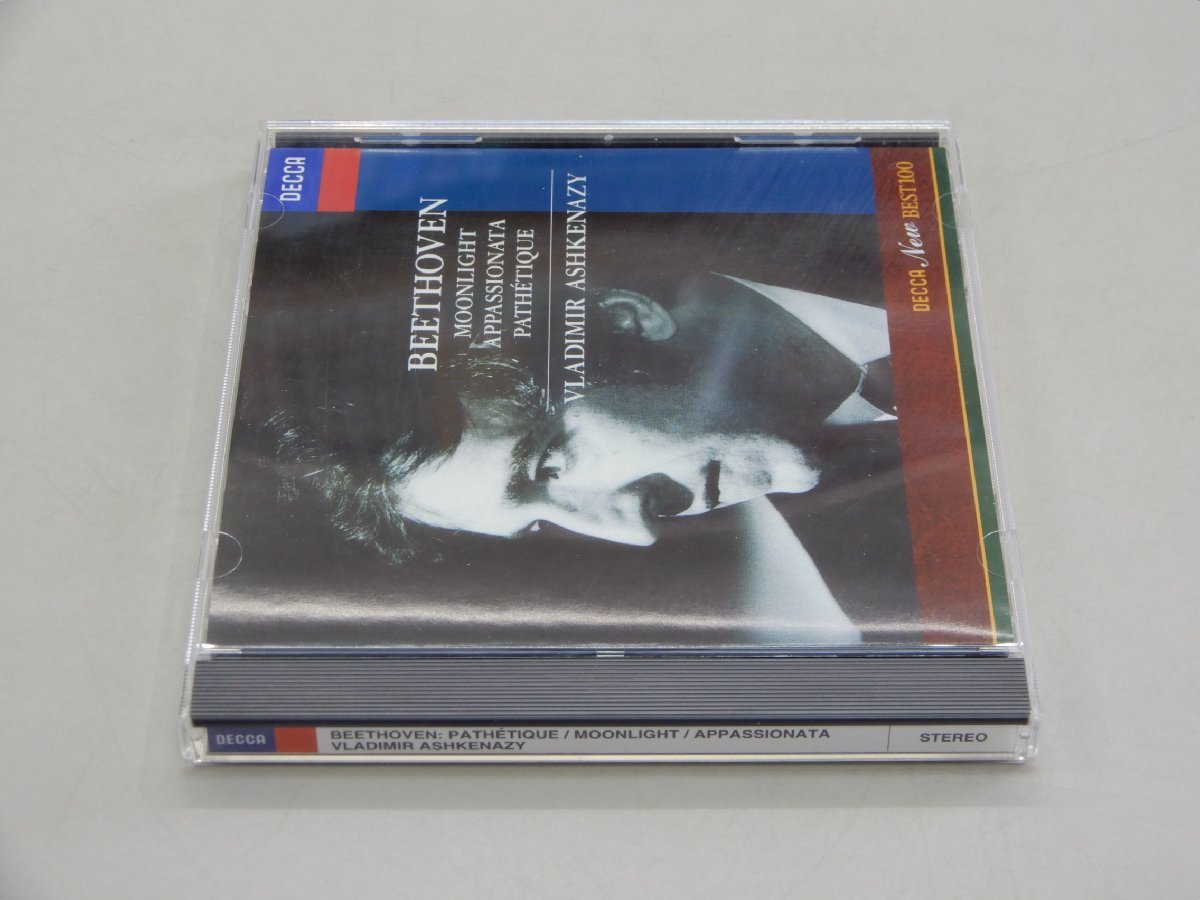 DECCA
BEETHOVEN
MOONLIGHT
APPASSIONATA
PATHÉTIQUE
VLADIMIR ASHKENAZY
DECCA New BEST 100
DECCA
BEETHOVEN: PATHÉTIQUE / MOONLIGHT / APPASSIONATA
VLADIMIR ASHKENAZY
STEREO